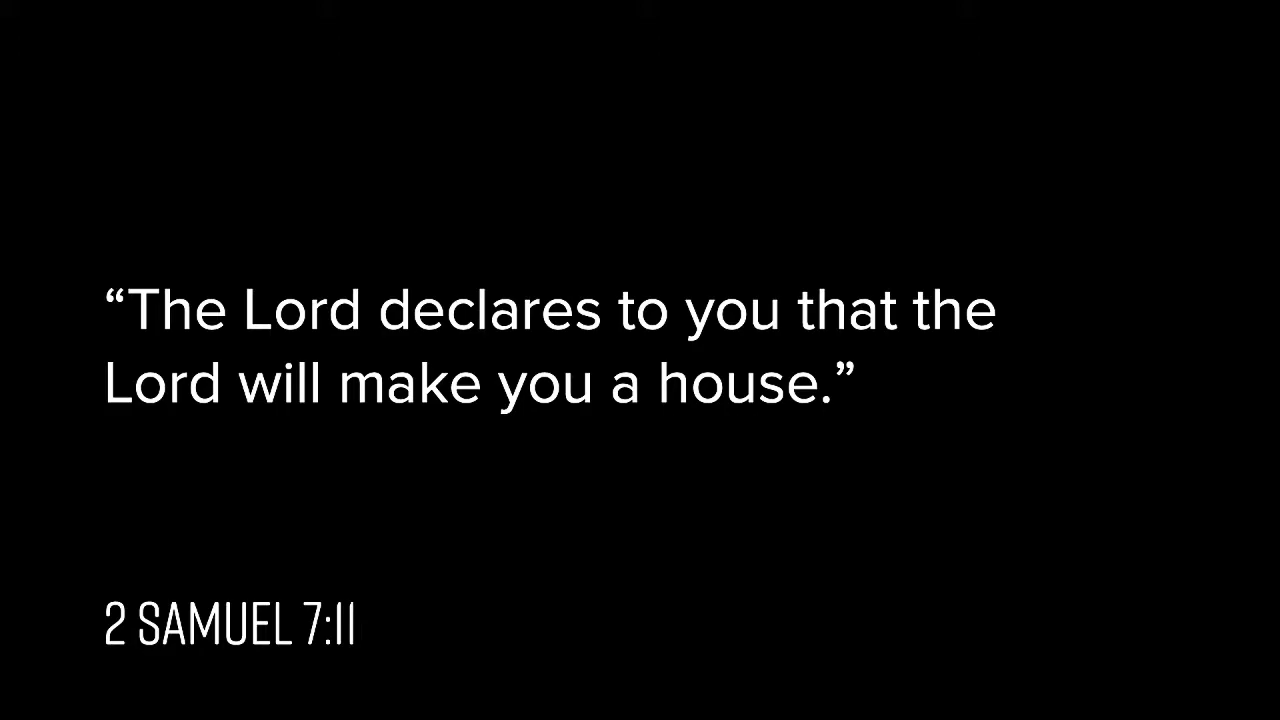 “The Lord declares to you that the
Lord will make you a house.”
2 SAMUEL 7:11